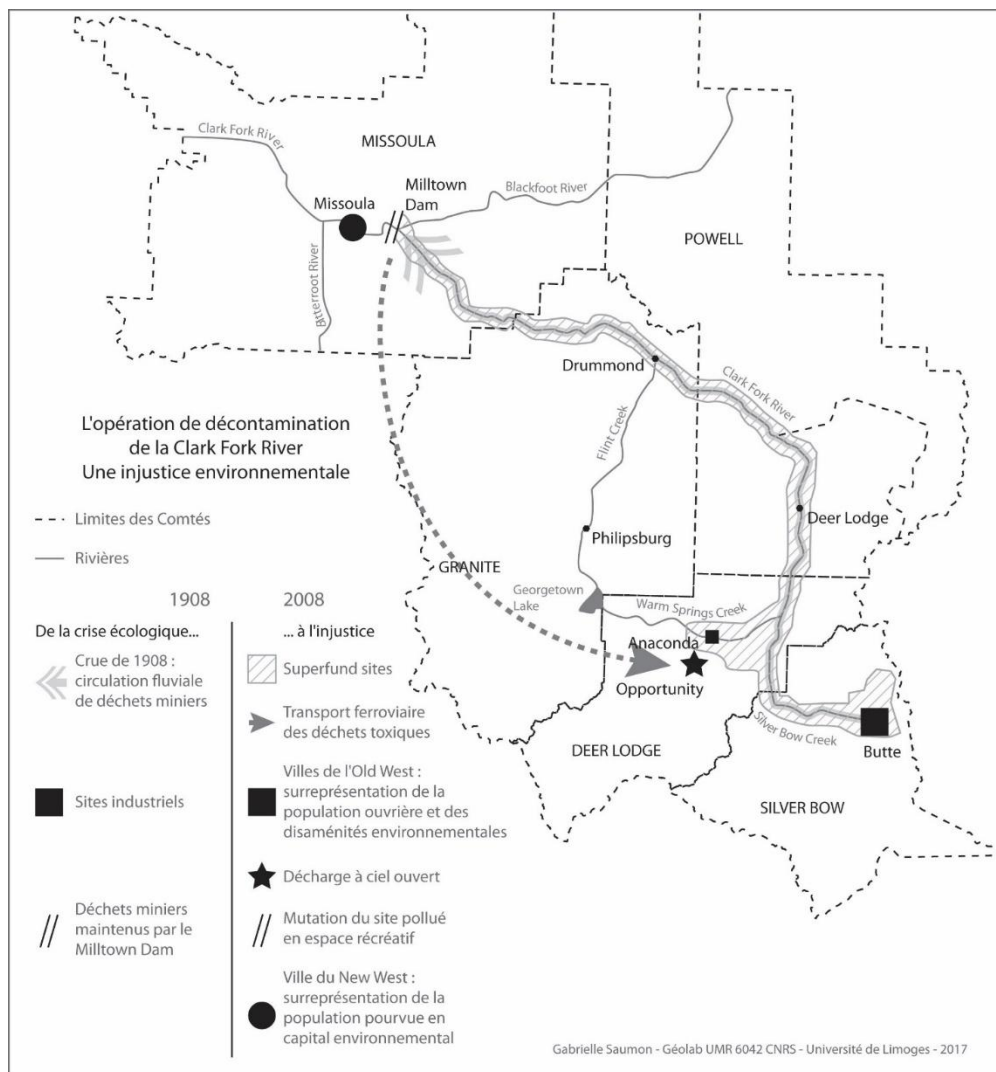 Clark Fork River
MISSOULA
Milltown
Dam
Blackfoot River
Missoula
POWELL
Bitterroot River
Drummond
Clark Fork River
L'opération de décontamination
de la Clark Fork River
Une injustice environnementale
Flint Creek
Limites des Comtés
Deer Lodge
Philipsburg
Rivières
GRANITE
Georgetown
Lake
Warm Springs Creek
1908
2008
De la crise écologique...
... à l'injustice
Anaconda
Crue de 1908 :
circulation fluviale
de déchets miniers
Superfund sites
Opportunity
Transport ferroviaire
des déchets toxiques
Silver Bow Creek
Butte
DEER LODGE
Sites industriels
Villes de l'Old West :
surreprésentation de la
population ouvrière et des
disaménités environnementales
SILVER BOW
Décharge à ciel ouvert
Déchets miniers
maintenus par le
Milltown Dam
Mutation du site pollué
en espace récréatif
Ville du New West :
surreprésentation de la
population pourvue en
capital environnemental
Gabrielle Saumon - Géolab UMR 6042 CNRS - Université de Limoges - 2017